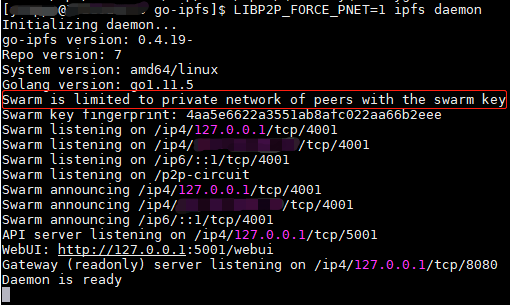 [ @ go-ipfs]$ LIBP2P_FORCE_PNET=1 ipfs daemon
Initializing daemon...
go-ipfs version: 0.4.19-
Repo version: 7
System version: amd64/linux
Golang version: go1.11.5
Swarm is limited to private network of peers with the swarm key
Swarm key fingerprint: 4aa5e6622a3551ab8afc022aa66b2eee
Swarm listening on /ip4/127.0.0.1/tcp/4001
Swarm listening on /ip4/ /tcp/4001
Swarm listening on /ip6/::1/tcp/4001
Swarm listening on /p2p-circuit
Swarm announcing /ip4/127.0.0.1/tcp/4001
Swarm announcing /ip4/ /tcp/4001
Swarm announcing /ip6/::1/tcp/4001
API server listening on /ip4/127.0.0.1/tcp/5001
WebUI: http://127.0.0.1:5001/webui
Gateway (readonly) server listening on /ip4/127.0.0.1/tcp/8080
Daemon is ready